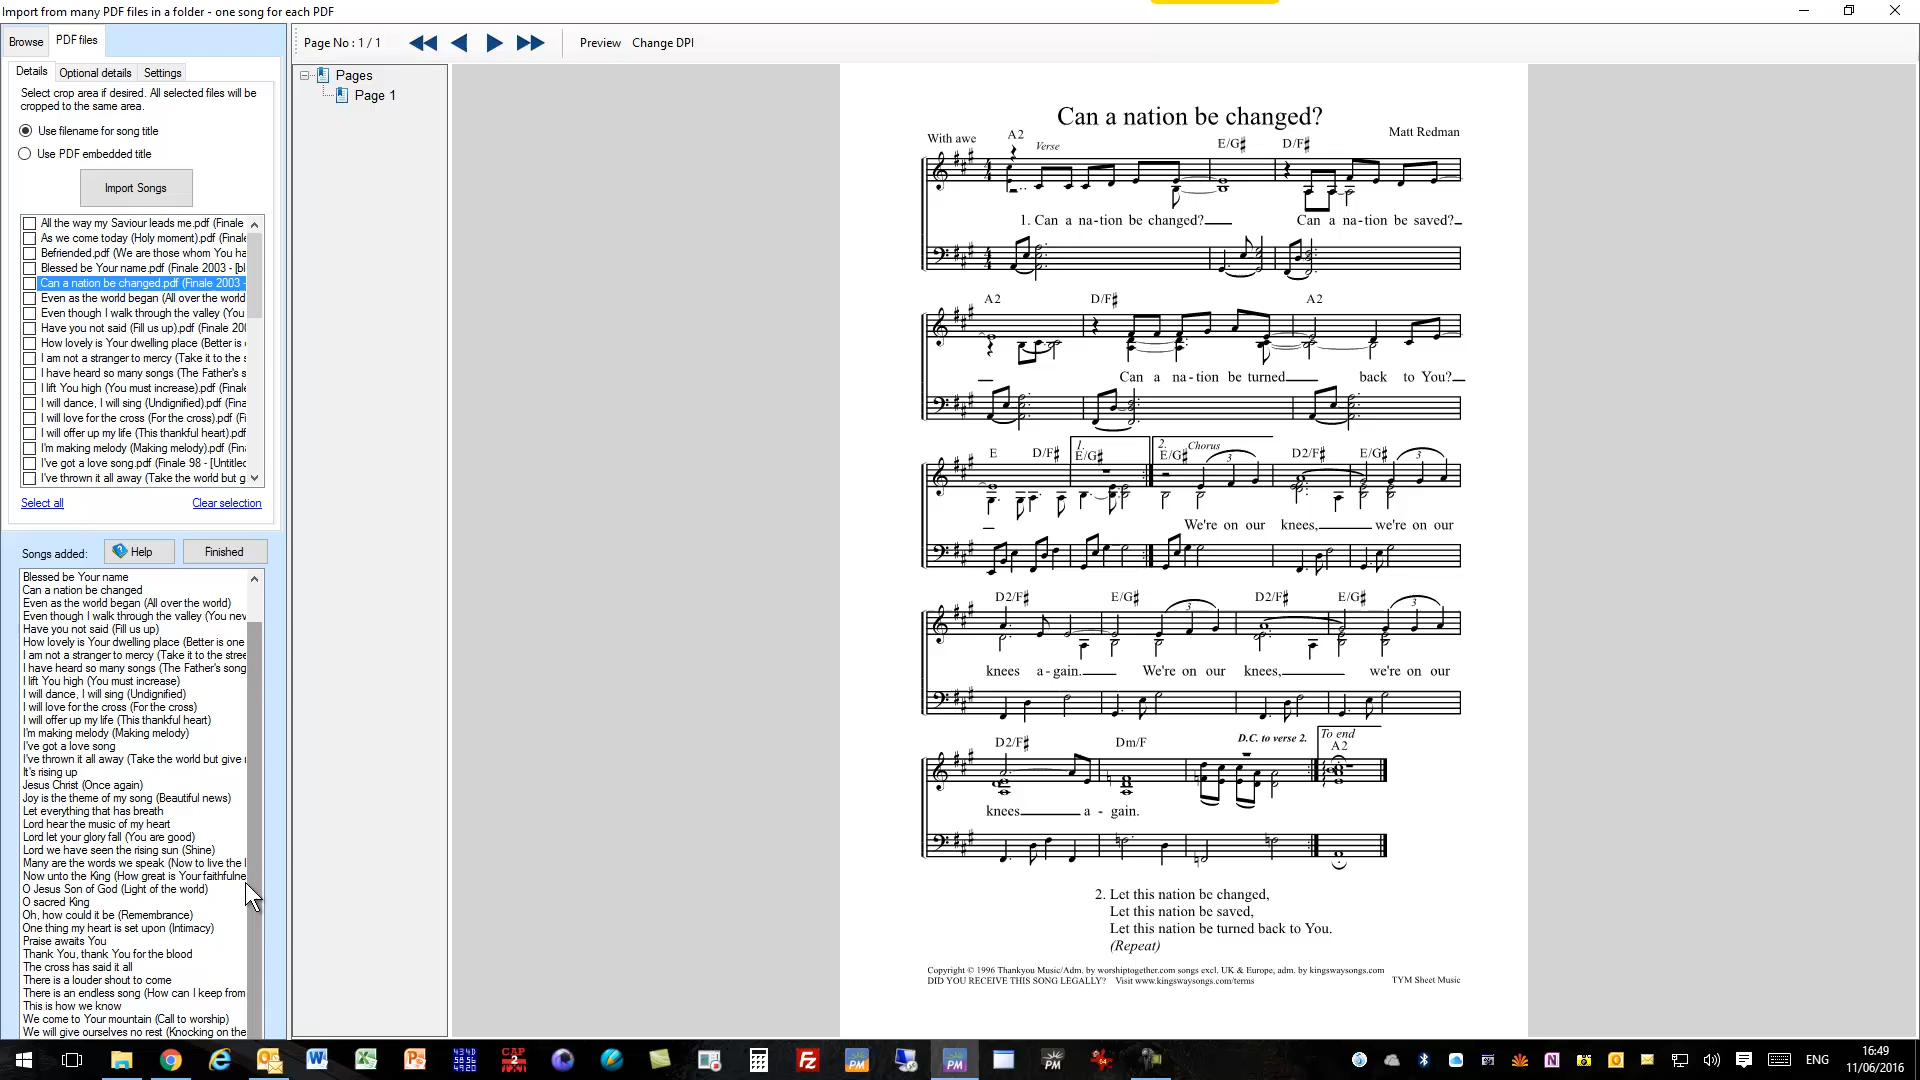 Import from many PDF files in a folder - one song for each PDF
Browse
PDF files
Details
Optional details
Settings
Select crop area if desired. All selected files will be
cropped to the same area.
Use filename for song title
Use PDF embedded title
Import Songs
All the way my Saviour leads me.pdf (Finale
As we come today (Holy moment).pdf (Finale
Befriended.pdf (We are those whom You ha
Blessed be Your name.pdf (Finale 2003 - [bl
Can a nation be changed.pdf (Finale 2003 -
Even as the world began (All over the world
Even though I walk through the valley (You
Have you not said (Fill us up).pdf (Finale 200
How lovely is Your dwelling place (Better is
I am not a stranger to mercy (Take it to the s
I have heard so many songs (The Father's s
I lift You high (You must increase).pdf (Finale
I will dance, I will sing (Undignified).pdf (Fina
I will love for the cross (For the cross).pdf (Fi
I will offer up my life (This thankful heart).pdf
I'm making melody (Making melody).pdf (Fin
I've got a love song.pdf (Finale 98 - [Untitled
I've thrown it all away (Take the world but g
Select all
Clear selection
Songs added:
Help
Finished
Blessed be Your name
Can a nation be changed
Even as the world began (All over the world)
Even though I walk through the valley (You nev
Have you not said (Fill us up)
How lovely is Your dwelling place (Better is one
I am not a stranger to mercy (Take it to the stree
I have heard so many songs (The Father's song
I lift You high (You must increase)
I will dance, I will sing (Undignified)
I will love for the cross (For the cross)
I will offer up my life (This thankful heart)
I'm making melody (Making melody)
I've got a love song
I've thrown it all away (Take the world but give
It's rising up
Jesus Christ (Once again)
Joy is the theme of my song (Beautiful news)
Let everything that has breath
Lord hear the music of my heart
Lord let your glory fall (You are good)
Lord we have seen the rising sun (Shine)
Many are the words we speak (Now to live the l
Now unto the King (How great is Your faithfulne
O Jesus Son of God (Light of the world)
O sacred King
Oh, how could it be (Remembrance)
One thing my heart is set upon (Intimacy)
Praise awaits You
Thank You, thank You for the blood
The cross has said it all
There is a louder shout to come
There is an endless song (How can I keep from
This is how we know
We come to Your mountain (Call to worship)
We will give ourselves no rest (Knocking on the
Page No : 1 / 1
Preview
Change DPI
Pages
Page 1
Can a nation be changed?
Matt Redman
With awe
A2
Verse
E/G♯
D/F♯
1. Can a na-tion be changed? Can a na-tion be saved?
A2 D/F♯ A2
Can a na-tion be turned back to You?
E D/F♯ 1. E/G♯ 2. Chorus E/G♯ 3 D2/F♯ E/G♯ 3
We're on our knees, we're on our
D2/F♯ E/G♯ 3 D2/F♯ E/G♯ 3
knees a-gain. We're on our knees, we're on our
D2/F♯ Dm/F D.C. to verse 2. To end A2
knees a - gain.
2. Let this nation be changed,
Let this nation be saved,
Let this nation be turned back to You.
(Repeat)
Copyright © 1996 Thankyou Music/Adm. by worshiptogether.com songs excl. UK & Europe, adm. by kingswaysongs.com
DID YOU RECEIVE THIS SONG LEGALLY? Visit www.kingswaysongs.com/terms
TYM Sheet Music
ENG
16:49
11/06/2016